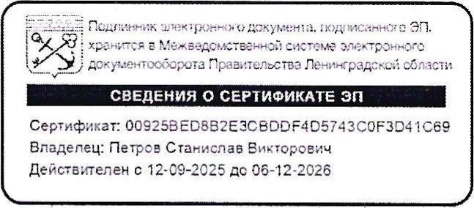 Подлинник электронного документа, подписанного ЭП,
хранится в Межведомственной системе электронного
документооборота Правительства Ленинградской области
СВЕДЕНИЯ О СЕРТИФИКАТЕ ЭП
Сертификат: 00925BED8B2E3CBDDF4D5743C0F3D41C69
Владелец: Петров Станислав Викторович
Действителен с 12-09-2025 до 06-12-2026